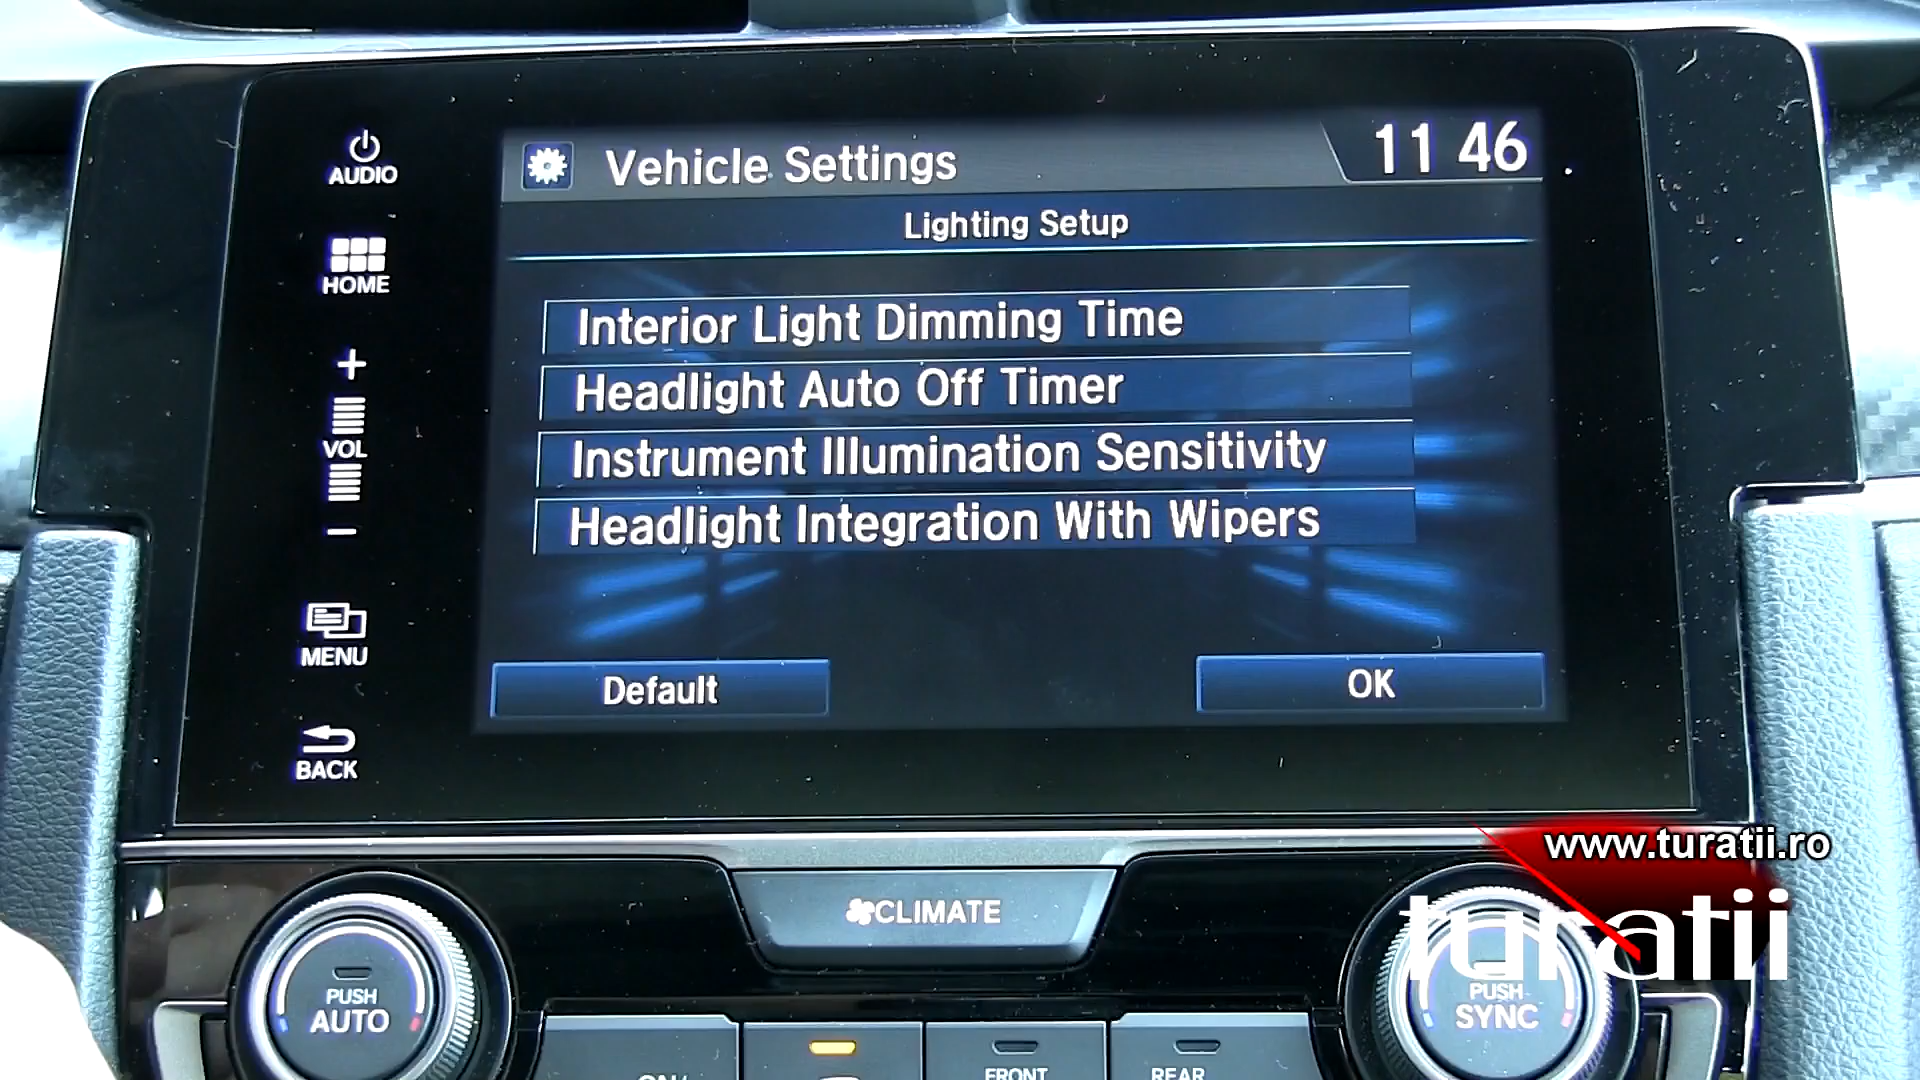 AUDIO
HOME
+
VOL
−
MENU
BACK
Vehicle Settings
11 46
Lighting Setup
Interior Light Dimming Time
Headlight Auto Off Timer
Instrument Illumination Sensitivity
Headlight Integration With Wipers
Default
OK
www.turatii.ro
turatii
CLIMATE
PUSH
AUTO
PUSH
SYNC
FRONT
REAR